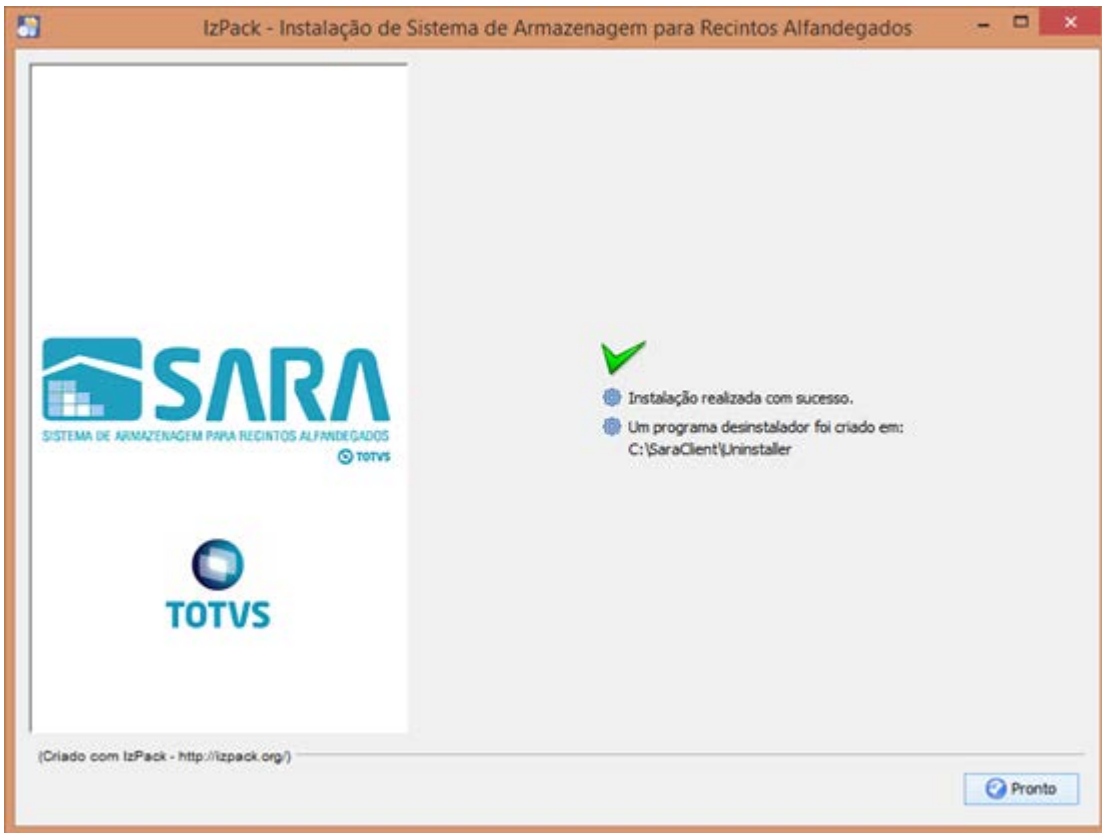 IzPack - Instalação de Sistema de Armazenagem para Recintos Alfandegados
SARA
SISTEMA DE ARMAZENAGEM PARA RECINTOS ALFANDEGADOS
TOTVS
TOTVS
Instalação realizada com sucesso.
Um programa desinstalador foi criado em:
C:\SaraClient\Uninstaller
(Criado com IzPack - http://izpack.org/)
Pronto